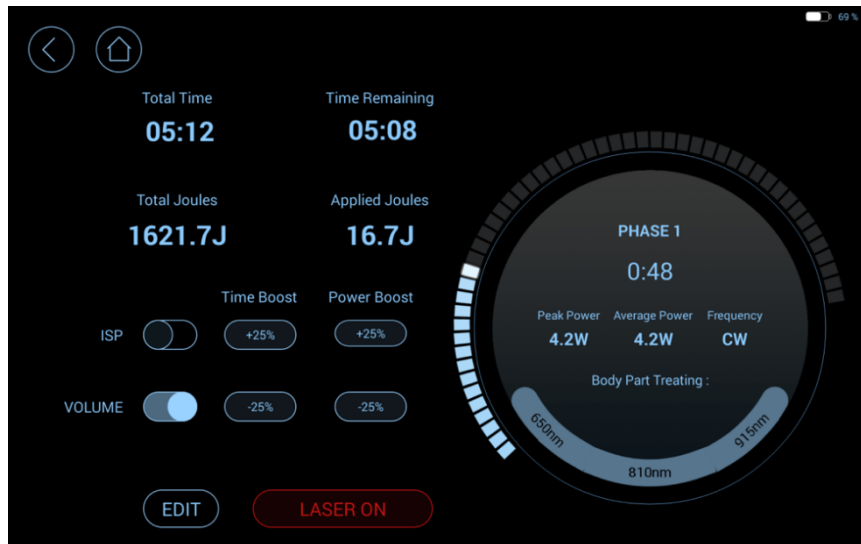 69 %
Total Time Time Remaining
05:12 05:08
Total Joules Applied Joules
1621.7J 16.7J
Time Boost Power Boost
ISP +25% +25%
VOLUME -25% -25%
EDIT LASER ON
PHASE 1
0:48
Peak Power Average Power Frequency
4.2W 4.2W CW
Body Part Treating :
650nm 810nm 915nm